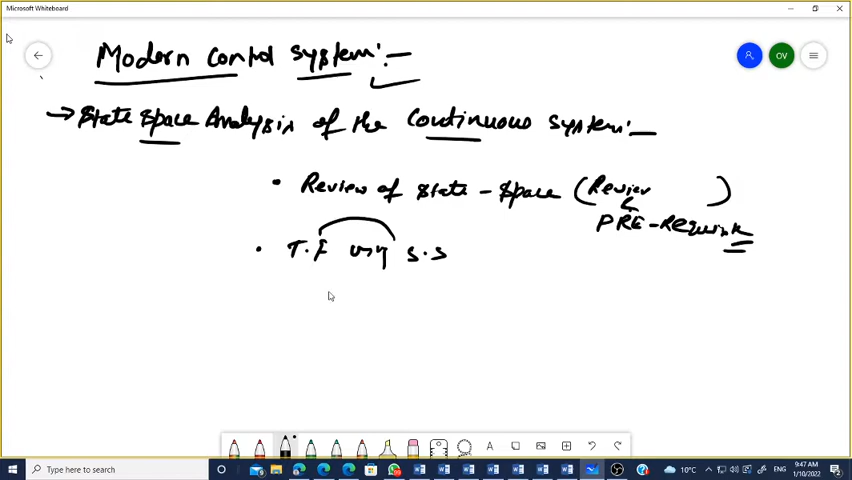 Microsoft Whiteboard
Modern Control System :-
→ State Space Analysis of the Continuous System :-
• Review of State-Space (Review )
PRE-Requisite
• T.F using S.S
OV
A
Type here to search
10°C
9:47 AM
1/10/2022